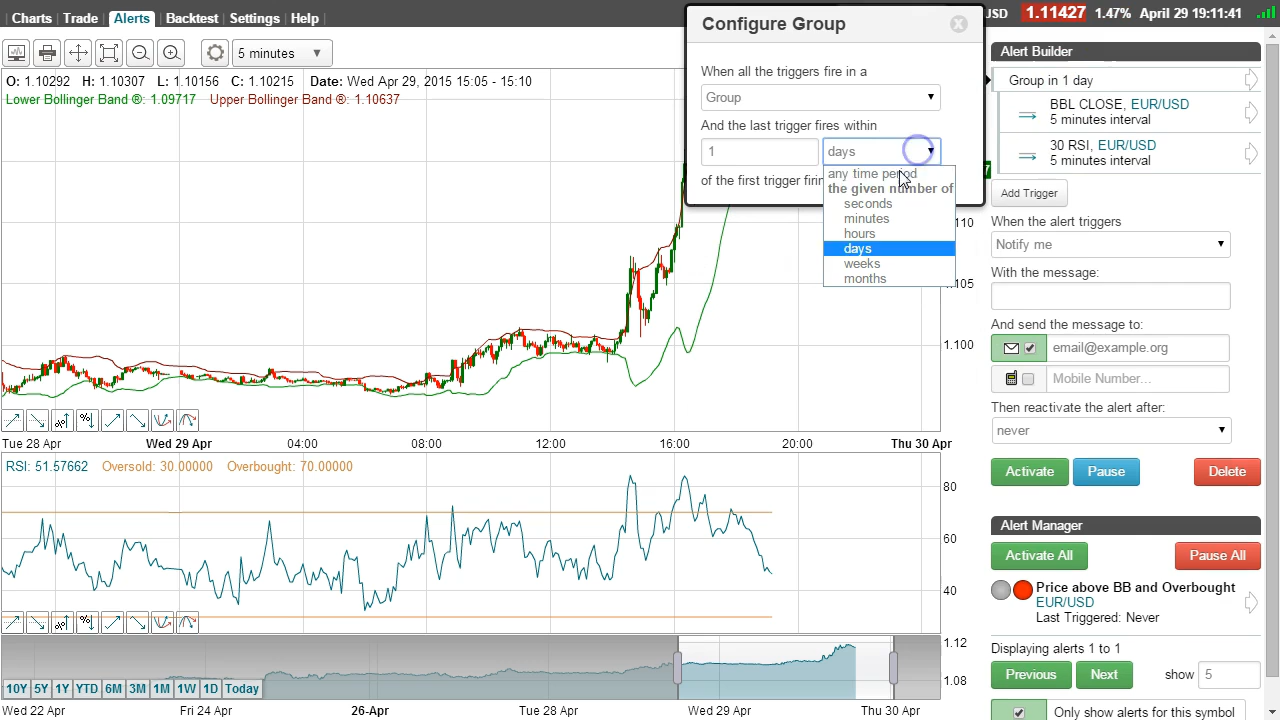 Charts Trade Alerts Backtest Settings Help
USD 1.11427 1.47% April 29 19:11:41
5 minutes
O: 1.10292 H: 1.10307 L: 1.10156 C: 1.10215 Date: Wed Apr 29, 2015 15:05 - 15:10
Lower Bollinger Band ®: 1.09717 Upper Bollinger Band ®: 1.10637
1.110
1.105
1.100
Tue 28 Apr Wed 29 Apr 04:00 08:00 12:00 16:00 20:00 Thu 30 Apr
RSI: 51.57662 Oversold: 30.00000 Overbought: 70.00000
80
60
40
1.12
1.08
10Y 5Y 1Y YTD 6M 3M 1M 1W 1D Today
Wed 22 Apr Fri 24 Apr 26-Apr Tue 28 Apr Wed 29 Apr Thu 30 Apr
Configure Group
When all the triggers fire in a
Group
And the last trigger fires within
1 days
of the first trigger
any time period
the given number of
seconds
minutes
hours
days
weeks
months
Alert Builder
Group in 1 day
BBL CLOSE, EUR/USD
5 minutes interval
30 RSI, EUR/USD
5 minutes interval
Add Trigger
When the alert triggers
Notify me
With the message:
And send the message to:
email@example.org
Mobile Number...
Then reactivate the alert after:
never
Activate Pause Delete
Alert Manager
Activate All Pause All
Price above BB and Overbought
EUR/USD
Last Triggered: Never
Displaying alerts 1 to 1
Previous Next show 5
Only show alerts for this symbol